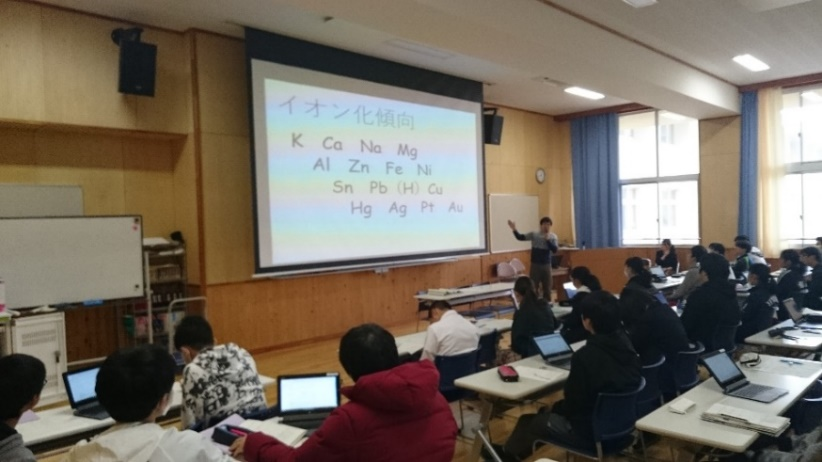 イオン化傾向
K Ca Na Mg
Al Zn Fe Ni
Sn Pb (H) Cu
Hg Ag Pt Au